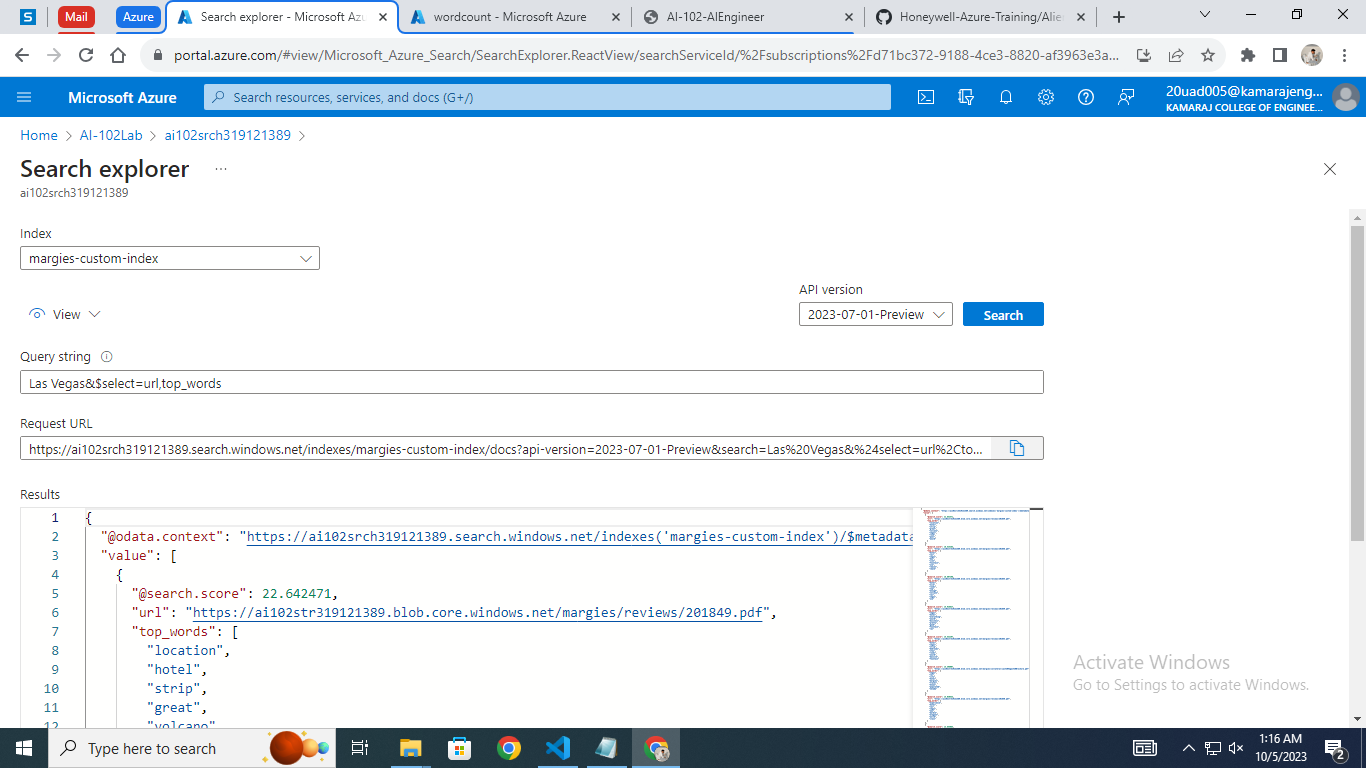 S
Mail
Azure
Search explorer - Microsoft Azu
wordcount - Microsoft Azure
AI-102-AIEngineer
Honeywell-Azure-Training/Alie
portal.azure.com/#view/Microsoft_Azure_Search/SearchExplorer.ReactView/searchServiceId/%2Fsubscriptions%2Fd71bc372-9188-4ce3-8820-af3963e3a...
Microsoft Azure
Search resources, services, and docs (G+/)
20uad005@kamarajeng...
KAMARAJ COLLEGE OF ENGINEE...
Home > AI-102Lab > ai102srch319121389 >
Search explorer ...
ai102srch319121389
Index
margies-custom-index
API version
View
2023-07-01-Preview
Search
Query string
Las Vegas&$select=url,top_words
Request URL
https://ai102srch319121389.search.windows.net/indexes/margies-custom-index/docs?api-version=2023-07-01-Preview&search=Las%20Vegas&%24select=url%2Cto...
Results
1 {
2 "@odata.context": "https://ai102srch319121389.search.windows.net/indexes('margies-custom-index')/$metadata
3 "value": [
4 {
5 "@search.score": 22.642471,
6 "url": "https://ai102str319121389.blob.core.windows.net/margies/reviews/201849.pdf",
7 "top_words": [
8 "location",
9 "hotel",
10 "strip",
11 "great",
12 "volcano"
Activate Windows
Go to Settings to activate Windows.
Type here to search
1:16 AM
10/5/2023
2